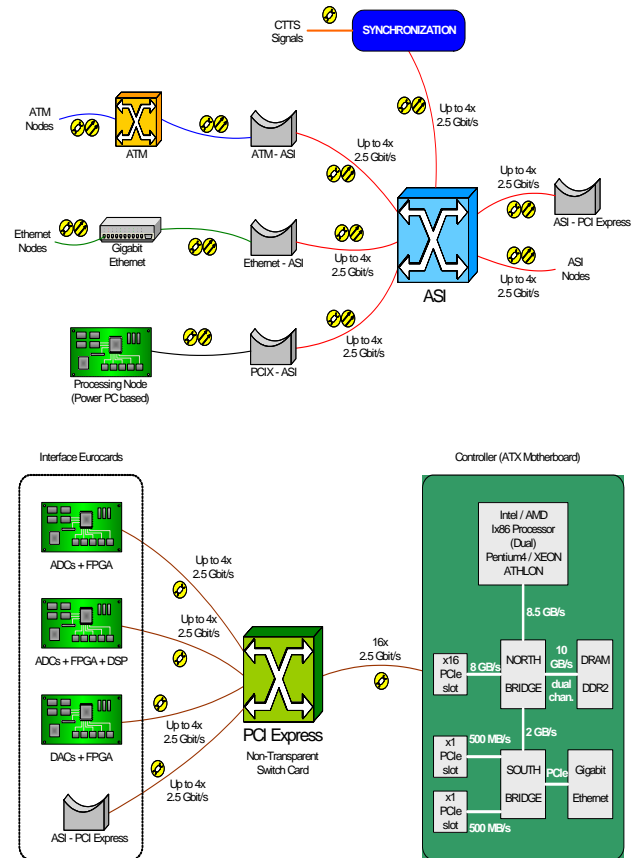 CTTS
Signals
SYNCHRONIZATION
ATM
Nodes
ATM
ATM - ASI
Up to 4x
2.5 Gbit/s
Up to 4x
2.5 Gbit/s
Up to 4x
2.5 Gbit/s
ASI - PCI Express
Ethernet
Nodes
Gigabit
Ethernet
Ethernet - ASI
Up to 4x
2.5 Gbit/s
ASI
Up to 4x
2.5 Gbit/s
ASI
Nodes
Processing Node
(Power PC based)
PCIX - ASI
Up to 4x
2.5 Gbit/s
Interface Eurocards
Controller (ATX Motherboard)
ADCs + FPGA
Up to 4x
2.5 Gbit/s
ADCs + FPGA + DSP
Up to 4x
2.5 Gbit/s
DACs + FPGA
Up to 4x
2.5 Gbit/s
ASI - PCI Express
Up to 4x
2.5 Gbit/s
PCI Express
Non-Transparent
Switch Card
16x
2.5 Gbit/s
Intel / AMD
Ix86 Processor
(Dual)
Pentium4 / XEON
ATHLON
8.5 GB/s
x16
PCIe
slot
8 GB/s
NORTH
BRIDGE
10
GB/s
dual
chan.
DRAM
DDR2
2 GB/s
500 MB/s
x1
PCIe
slot
SOUTH
BRIDGE
PCIe
Gigabit
Ethernet
x1
PCIe
slot
500 MB/s